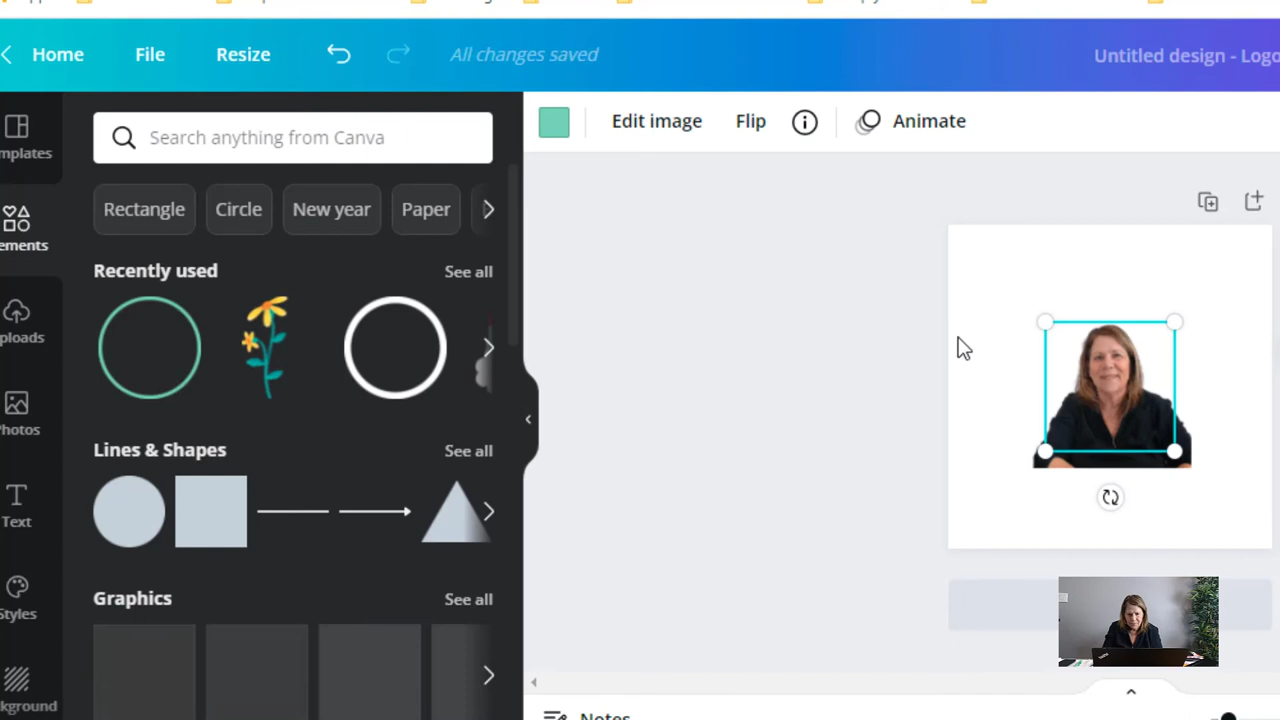 Home
File
Resize
All changes saved
Untitled design - Logo
mplates
ements
ploads
Photos
Text
Styles
kground
Search anything from Canva
Rectangle
Circle
New year
Paper
Recently used
See all
Lines & Shapes
See all
Graphics
See all
Edit image
Flip
Animate
Notes